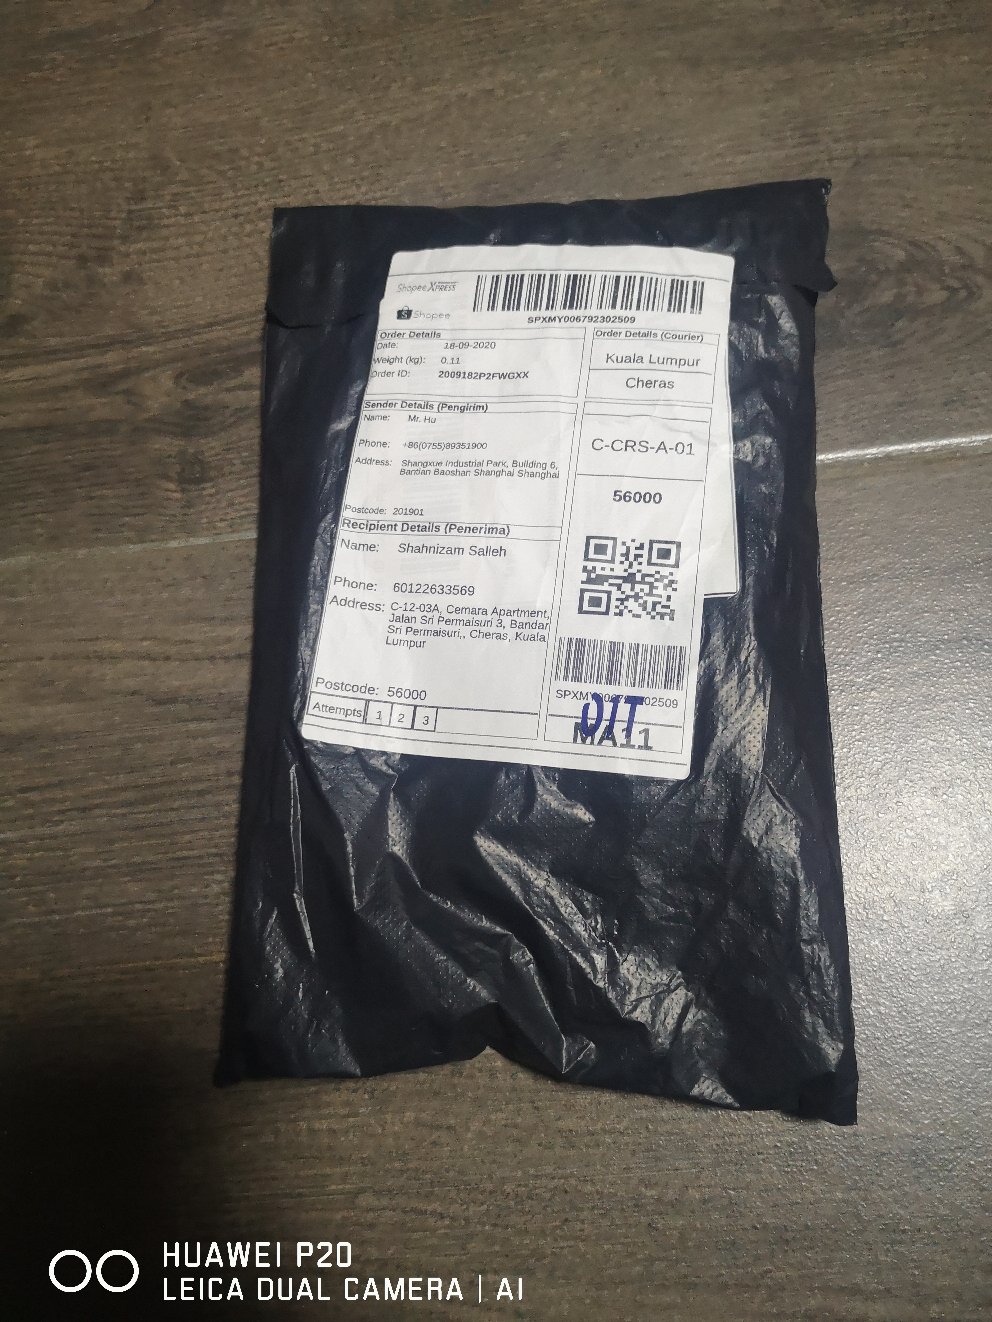 Shopee XPRESS
Shopee
SPXMY006792302509
Order Details
Date: 18-09-2020
Weight (kg): 0.11
Order ID: 2009182P2FWGXX
Order Details (Courier)
Kuala Lumpur
Cheras
Sender Details (Pengirim)
Name: Mr. Hu
Phone: +86(0755)89351900
Address: Shangxue Industrial Park, Building 6,
Bantian Baoshan Shanghai Shanghai
Postcode: 201901
C-CRS-A-01
56000
Recipient Details (Penerima)
Name: Shahnizam Salleh
Phone: 60122633569
Address: C-12-03A, Cemara Apartment,
Jalan Sri Permaisuri 3, Bandar
Sri Permaisuri,, Cheras, Kuala
Lumpur
Postcode: 56000
Attempts 1 2 3
SPXMY006792302509
MA11
HUAWEI P20
LEICA DUAL CAMERA | AI